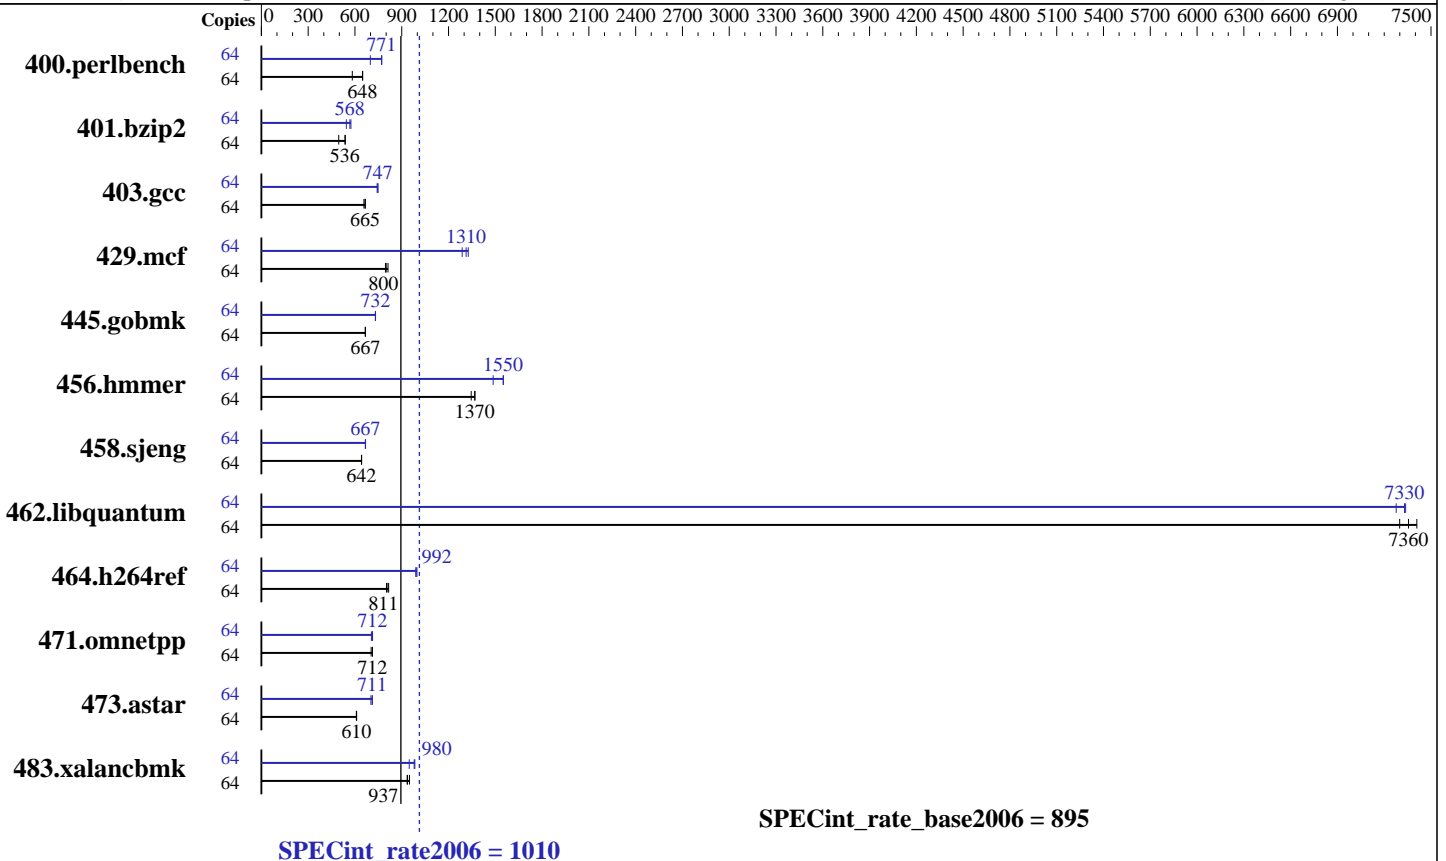 Copies 0 300 600 900 1200 1500 1800 2100 2400 2700 3000 3300 3600 3900 4200 4500 4800 5100 5400 5700 6000 6300 6600 6900 7500
400.perlbench 64 771
64 648
401.bzip2 64 568
64 536
403.gcc 64 747
64 665
429.mcf 64 1310
64 800
445.gobmk 64 732
64 667
456.hmmer 64 1550
64 1370
458.sjeng 64 667
64 642
462.libquantum 64 7330
64 7360
464.h264ref 64 992
64 811
471.omnetpp 64 712
64 712
473.astar 64 711
64 610
483.xalancbmk 64 980
64 937
SPECint_rate_base2006 = 895
SPECint_rate2006 = 1010